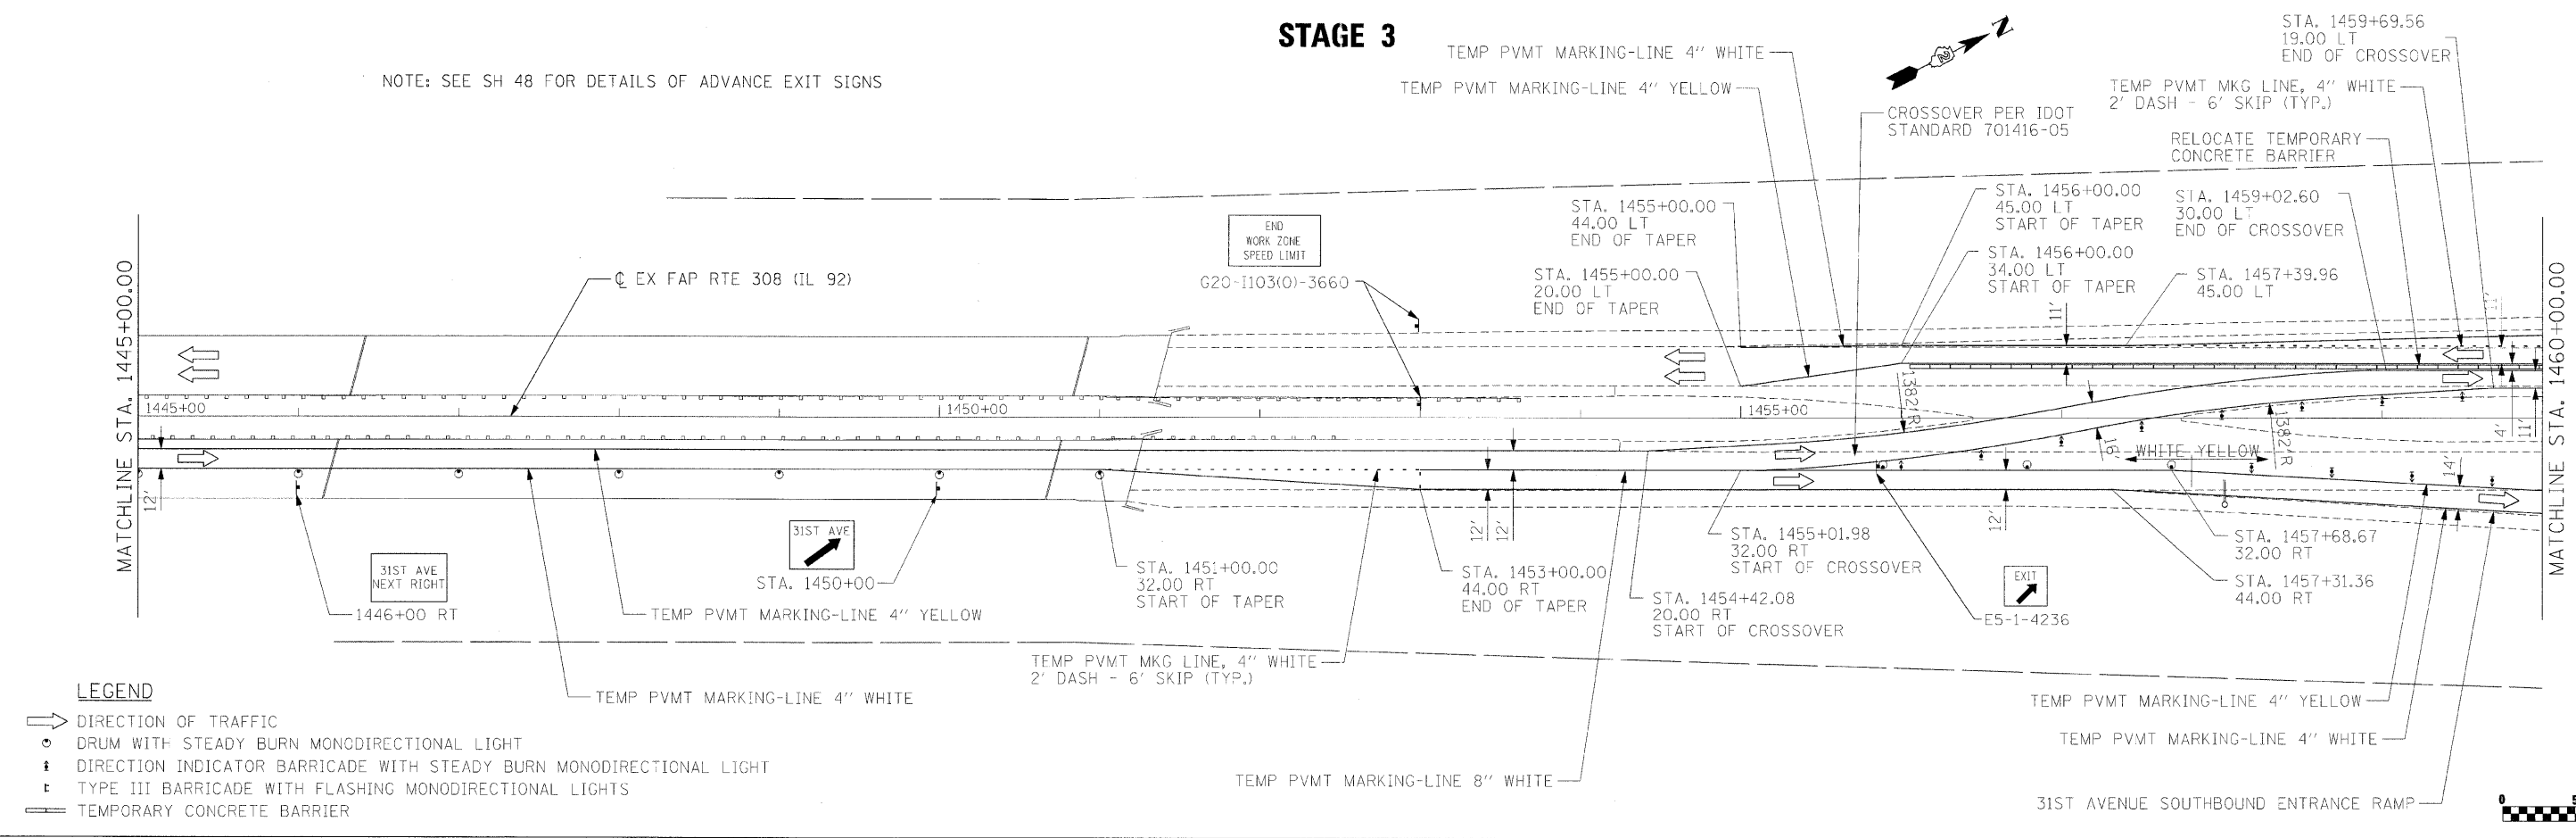 STAGE 3
NOTE: SEE SH 48 FOR DETAILS OF ADVANCE EXIT SIGNS
TEMP PVMT MARKING-LINE 4" WHITE
TEMP PVMT MARKING-LINE 4" YELLOW
92
N
CROSSOVER PER IDOT
STANDARD 701416-05
STA. 1459+69.56
19.00 LT
END OF CROSSOVER
TEMP PVMT MKG LINE, 4" WHITE
2' DASH - 6' SKIP (TYP.)
RELOCATE TEMPORARY
CONCRETE BARRIER
STA. 1455+00.00
44.00 LT
END OF TAPER
STA. 1456+00.00
45.00 LT
START OF TAPER
STA. 1459+02.60
30.00 LT
END OF CROSSOVER
STA. 1455+00.00
20.00 LT
END OF TAPER
STA. 1456+00.00
34.00 LT
START OF TAPER
STA. 1457+39.96
45.00 LT
END
WORK ZONE
SPEED LIMIT
G20-I103(O)-3660
℄ EX FAP RTE 308 (IL 92)
MATCHLINE STA. 1445+00.00
MATCHLINE STA. 1460+00.00
11'
11'
1445+00
1450+00
1455+00
1382'R
1382'R
16'
WHITE
YELLOW
4'
11'
14'
12'
12'
12'
12'
31ST AVE
NEXT RIGHT
1446+00 RT
31ST AVE
STA. 1450+00
STA. 1451+00.00
32.00 RT
START OF TAPER
STA. 1453+00.00
44.00 RT
END OF TAPER
STA. 1454+42.08
20.00 RT
START OF CROSSOVER
STA. 1455+01.98
32.00 RT
START OF CROSSOVER
EXIT
E5-1-4236
STA. 1457+68.67
32.00 RT
STA. 1457+31.36
44.00 RT
TEMP PVMT MARKING-LINE 4" YELLOW
TEMP PVMT MARKING-LINE 4" WHITE
TEMP PVMT MKG LINE, 4" WHITE
2' DASH - 6' SKIP (TYP.)
TEMP PVMT MARKING-LINE 8" WHITE
TEMP PVMT MARKING-LINE 4" YELLOW
TEMP PVMT MARKING-LINE 4" WHITE
31ST AVENUE SOUTHBOUND ENTRANCE RAMP
LEGEND
DIRECTION OF TRAFFIC
DRUM WITH STEADY BURN MONODIRECTIONAL LIGHT
DIRECTION INDICATOR BARRICADE WITH STEADY BURN MONODIRECTIONAL LIGHT
TYPE III BARRICADE WITH FLASHING MONODIRECTIONAL LIGHTS
TEMPORARY CONCRETE BARRIER
0